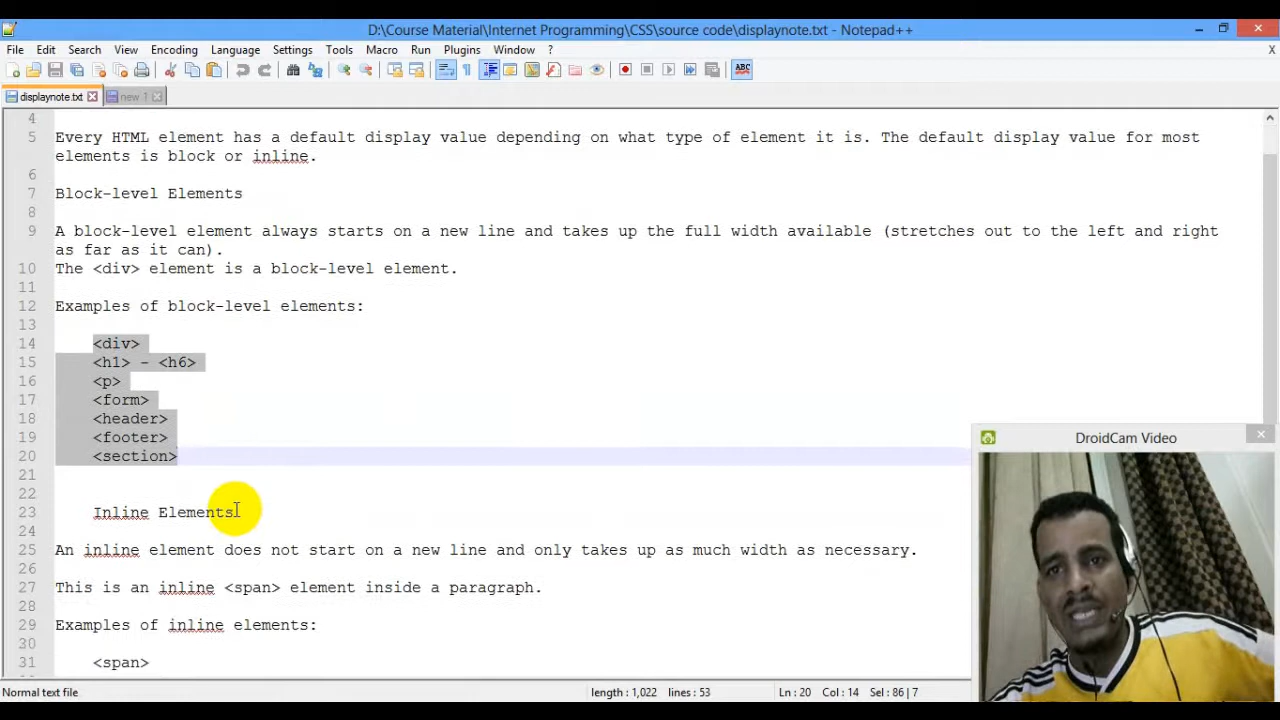 D:\Course Material\Internet Programming\CSS\source code\displaynote.txt - Notepad++
File Edit Search View Encoding Language Settings Tools Macro Run Plugins Window ? X
ABC
displaynote.txt new 1
4
5 Every HTML element has a default display value depending on what type of element it is. The default display value for most
elements is block or inline.
6
7 Block-level Elements
8
9 A block-level element always starts on a new line and takes up the full width available (stretches out to the left and right
as far as it can).
10 The <div> element is a block-level element.
11
12 Examples of block-level elements:
13
14 <div>
15 <h1> - <h6>
16 <p>
17 <form>
18 <header>
19 <footer>
20 <section>
21
22
23 Inline Elements
24
25 An inline element does not start on a new line and only takes up as much width as necessary.
26
27 This is an inline <span> element inside a paragraph.
28
29 Examples of inline elements:
30
31 <span>
DroidCam Video
Normal text file length : 1,022 lines : 53 Ln : 20 Col : 14 Sel : 86 | 7